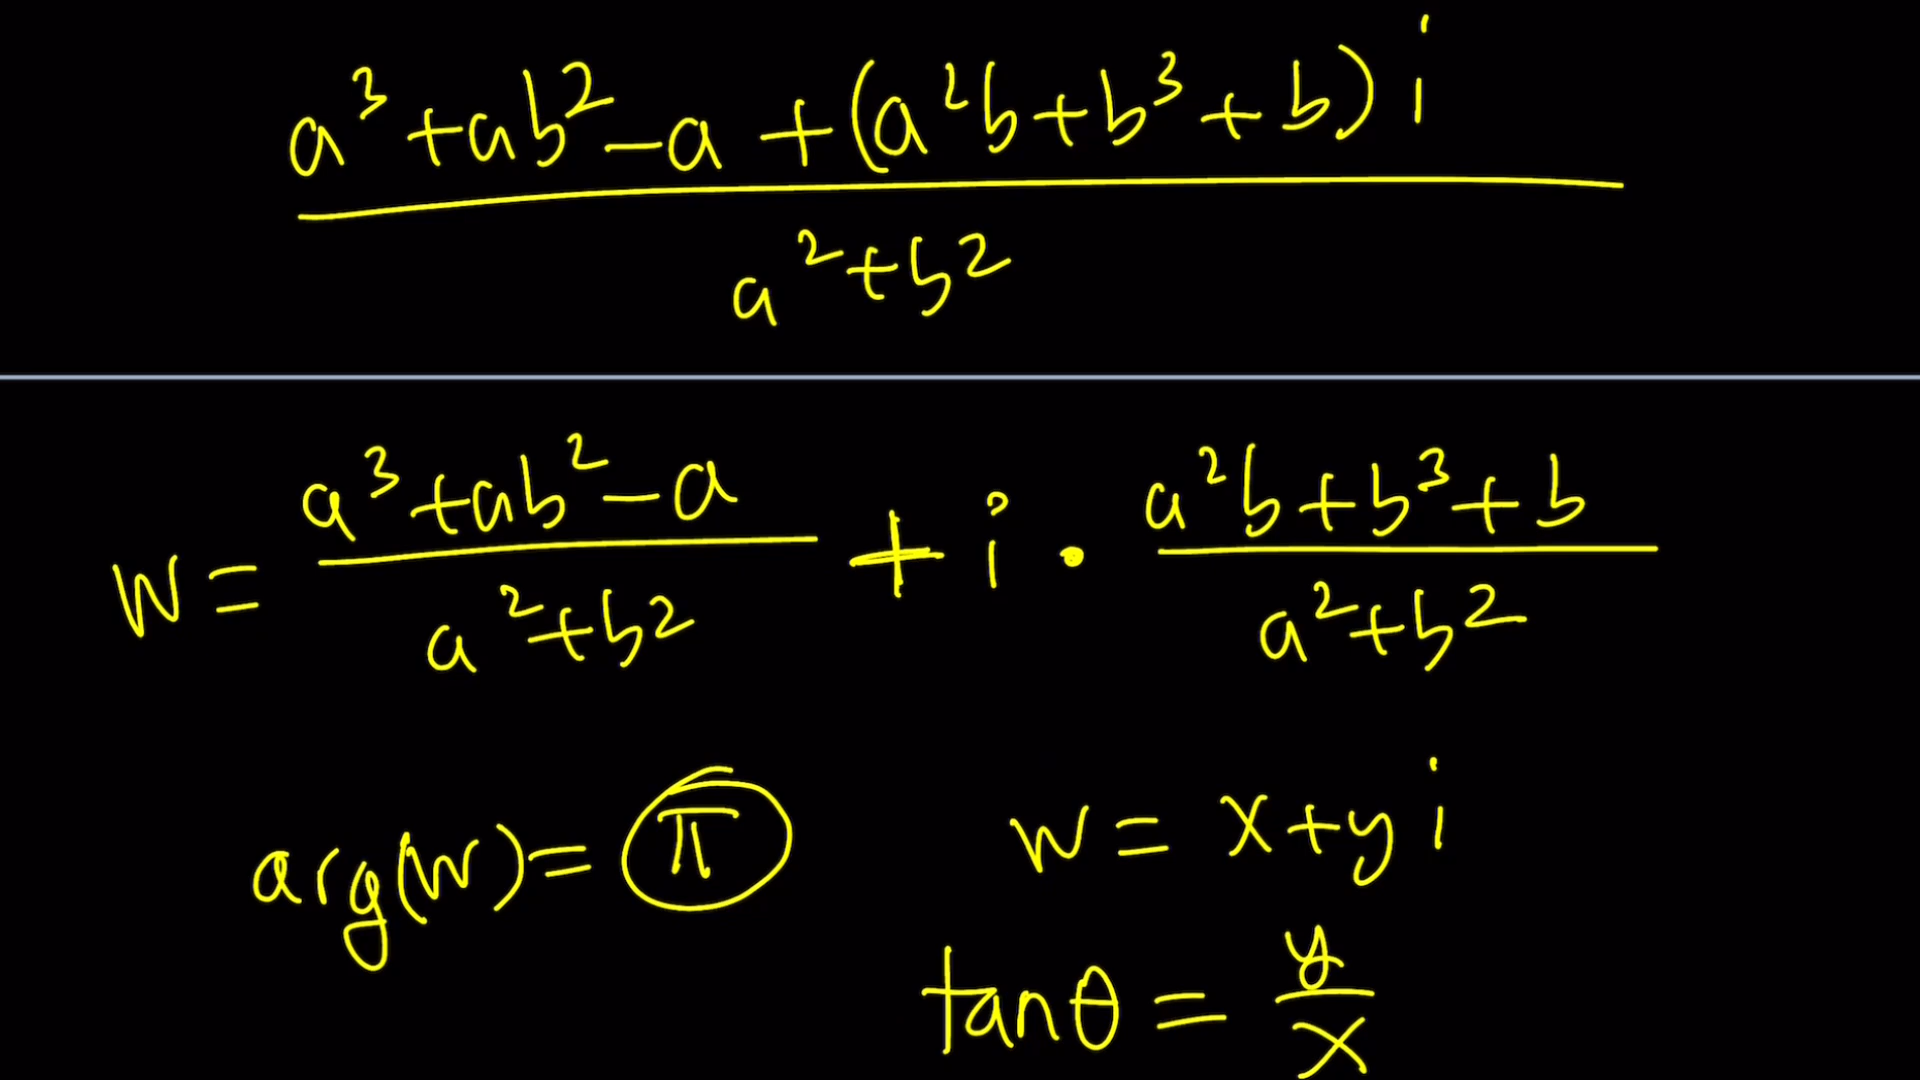 a³+ab²-a+(a²b+b³+b)i
a²+b²
w = (a³+ab²-a)/(a²+b²) + i · (a²b+b³+b)/(a²+b²)
arg(w) = π w = x+yi
tanθ = y/x